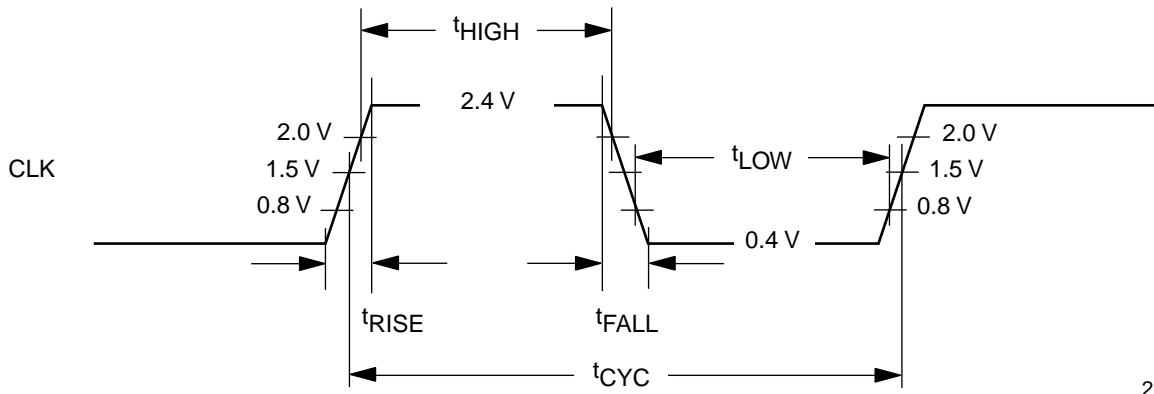 tHIGH
2.4 V
2.0 V
2.0 V
CLK
1.5 V
tLOW
1.5 V
0.8 V
0.8 V
0.4 V
tRISE
tFALL
tCYC
2